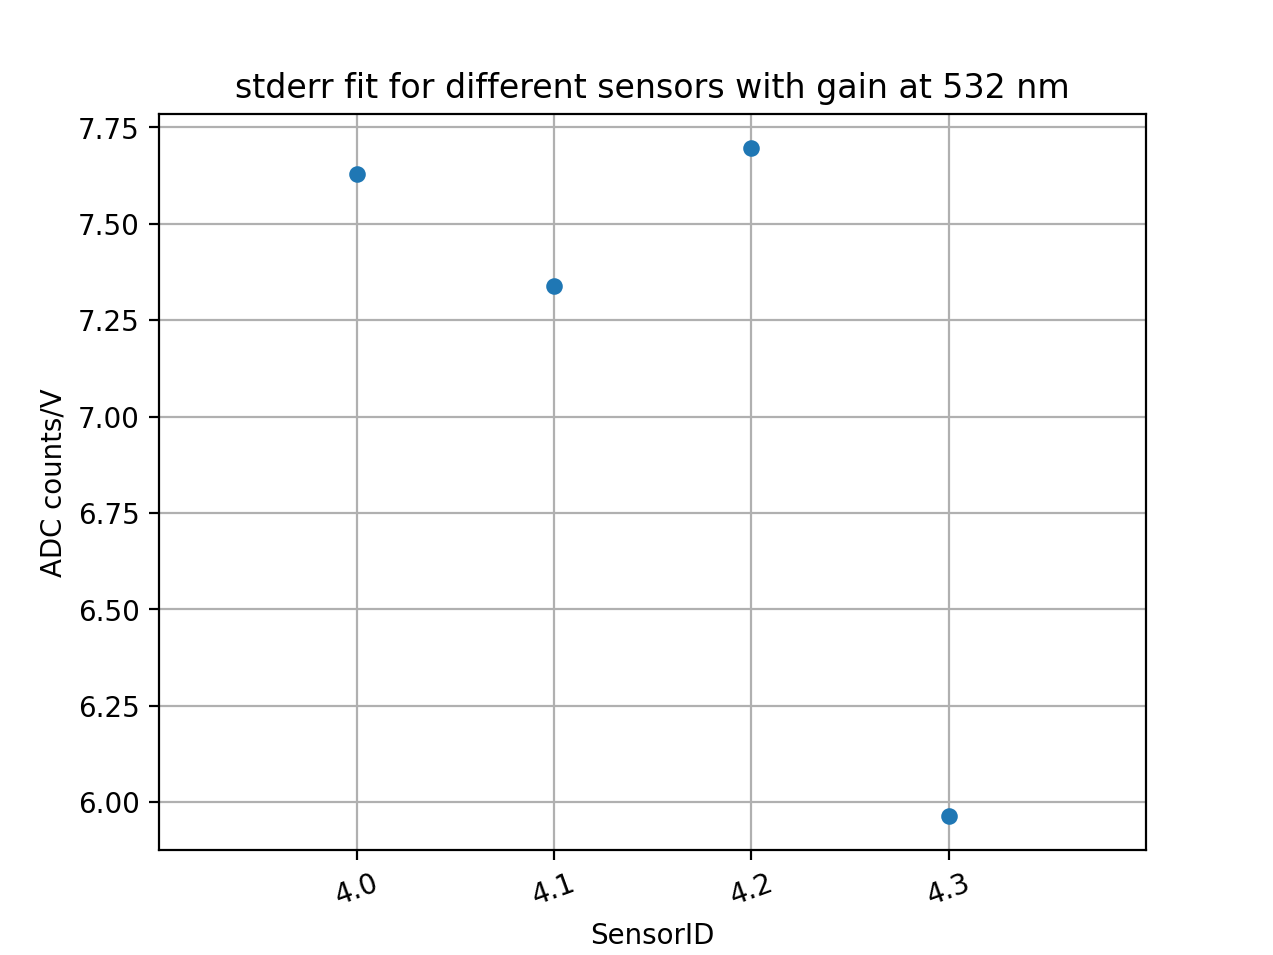 stderr fit for different sensors with gain at 532 nm
7.75
7.50
7.25
7.00
6.75
6.50
6.25
6.00
ADC counts/V
4.0 4.1 4.2 4.3
SensorID